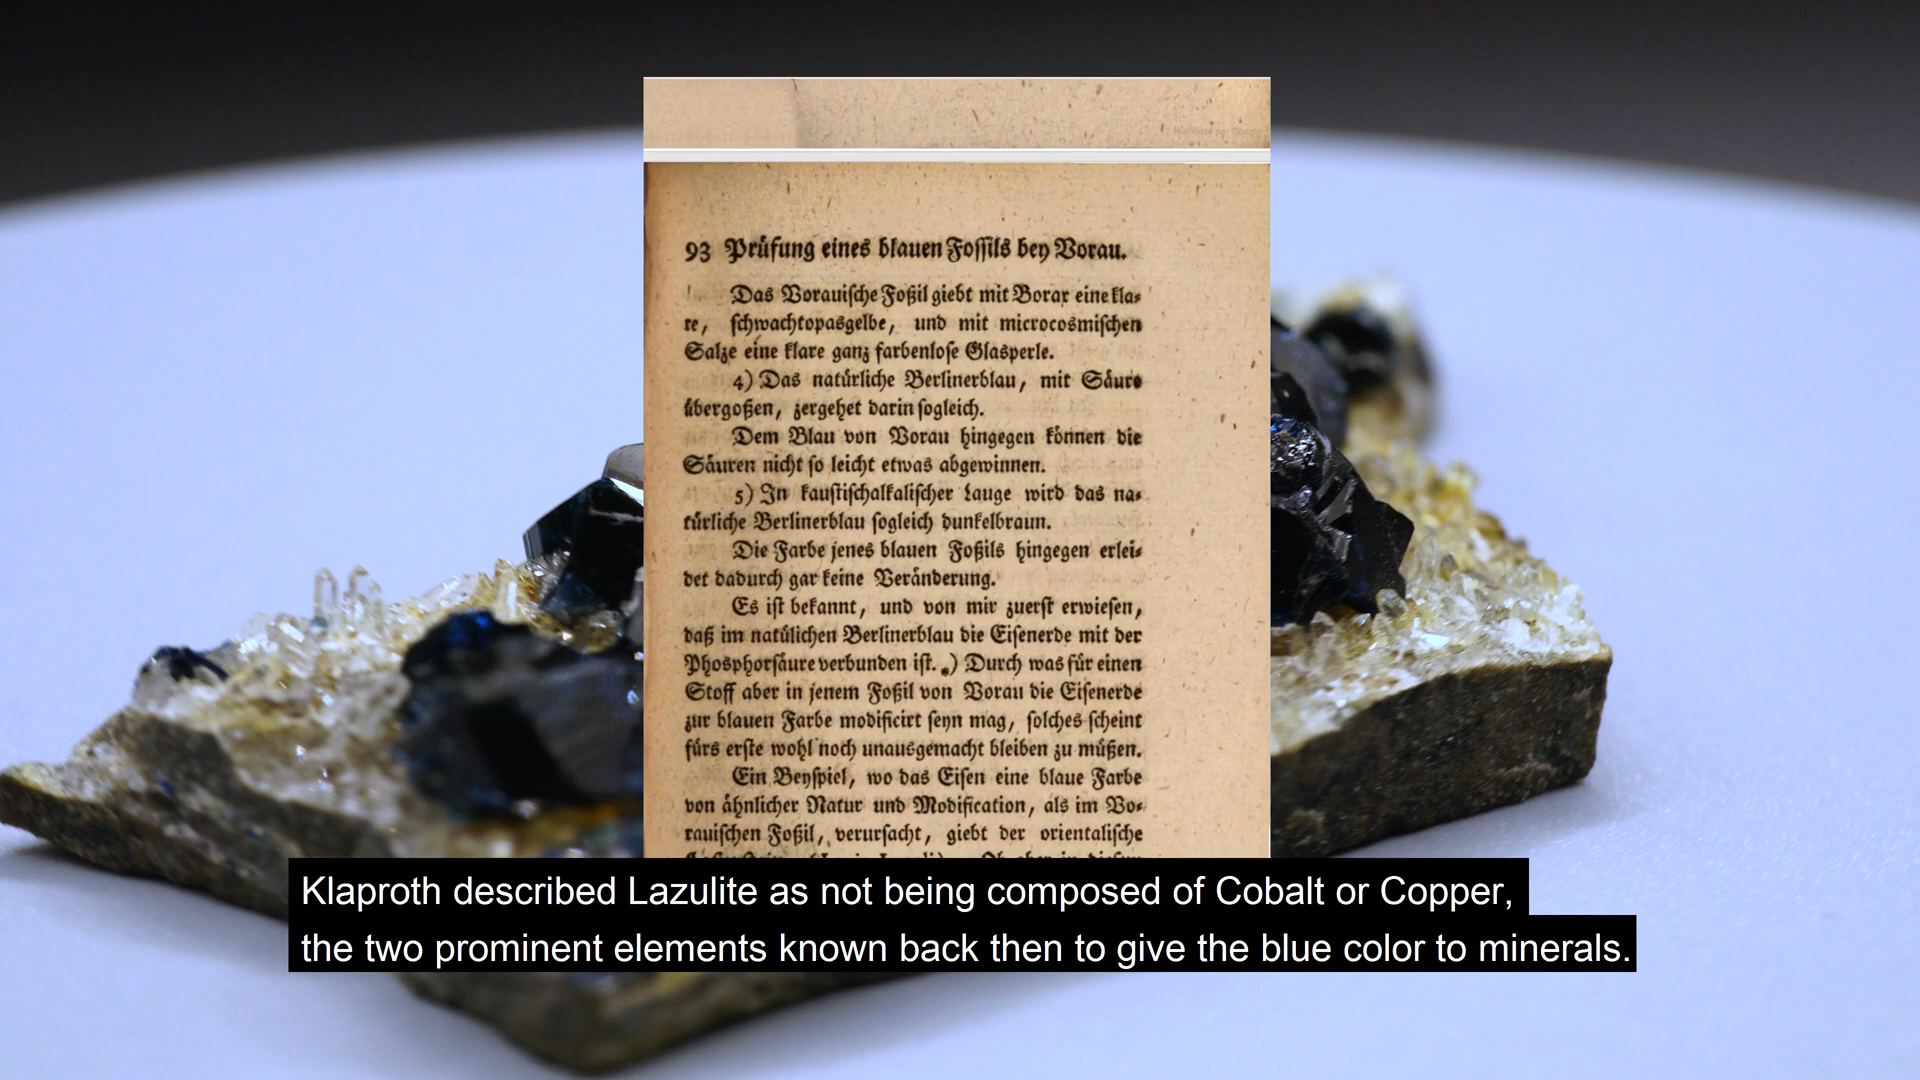 Numérisé par Google
93 Prüfung eines blauen Foſſils bey Vorau.
Das Vorauiſche Foßil giebt mit Borax eine kla⸗
re, ſchwachtopasgelbe, und mit microcosmiſchen
Salze eine klare ganz farbenloſe Glasperle.
4) Das natürliche Berlinerblau, mit Säure
übergoßen, zergehet darin ſogleich.
Dem Blau von Vorau hingegen können die
Säuren nicht ſo leicht etwas abgewinnen.
5) In kauſtiſchalkaliſcher Lauge wird das na⸗
türliche Berlinerblau ſogleich dunkelbraun.
Die Farbe jenes blauen Foßils hingegen erlei⸗
det dadurch gar keine Veränderung.
Es iſt bekannt, und von mir zuerſt erwieſen,
daß im natülichen Berlinerblau die Eiſenerde mit der
Phosphorſäure verbunden iſt. *) Durch was für einen
Stoff aber in jenem Foßil von Vorau die Eiſenerde
zur blauen Farbe modificirt ſeyn mag, ſolches ſcheint
fürs erſte wohl noch unausgemacht bleiben zu müßen.
Ein Beyſpiel, wo das Eiſen eine blaue Farbe
von ähnlicher Natur und Modification, als im Vo⸗
rauiſchen Foßil, verurſacht, giebt der orientaliſche
Klaproth described Lazulite as not being composed of Cobalt or Copper,
the two prominent elements known back then to give the blue color to minerals.